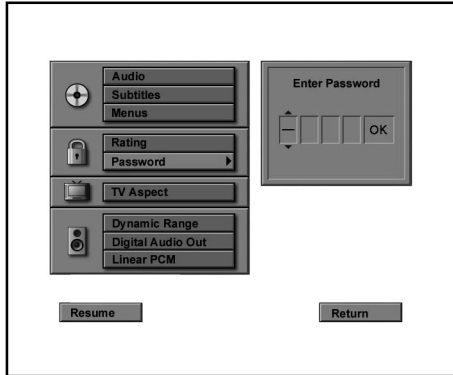 Audio
Subtitles
Menus
Rating
Password
TV Aspect
Dynamic Range
Digital Audio Out
Linear PCM
Enter Password
OK
Resume
Return